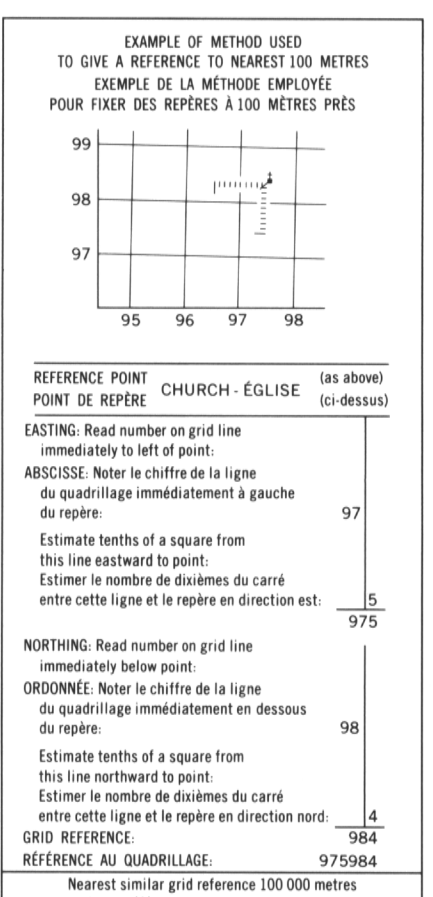 EXAMPLE OF METHOD USED
TO GIVE A REFERENCE TO NEAREST 100 METRES
EXEMPLE DE LA MÉTHODE EMPLOYÉE
POUR FIXER DES REPÈRES À 100 MÈTRES PRÈS
99
98
97
95 96 97 98
REFERENCE POINT
POINT DE REPÈRE
CHURCH - ÉGLISE
(as above)
(ci-dessus)
EASTING: Read number on grid line
immediately to left of point:
ABSCISSE: Noter le chiffre de la ligne
du quadrillage immédiatement à gauche
du repère: 97
Estimate tenths of a square from
this line eastward to point:
Estimer le nombre de dixièmes du carré
entre cette ligne et le repère en direction est: 5
975
NORTHING: Read number on grid line
immediately below point:
ORDONNÉE: Noter le chiffre de la ligne
du quadrillage immédiatement en dessous
du repère: 98
Estimate tenths of a square from
this line northward to point:
Estimer le nombre de dixièmes du carré
entre cette ligne et le repère en direction nord: 4
GRID REFERENCE: 984
RÉFÉRENCE AU QUADRILLAGE: 975984
Nearest similar grid reference 100 000 metres